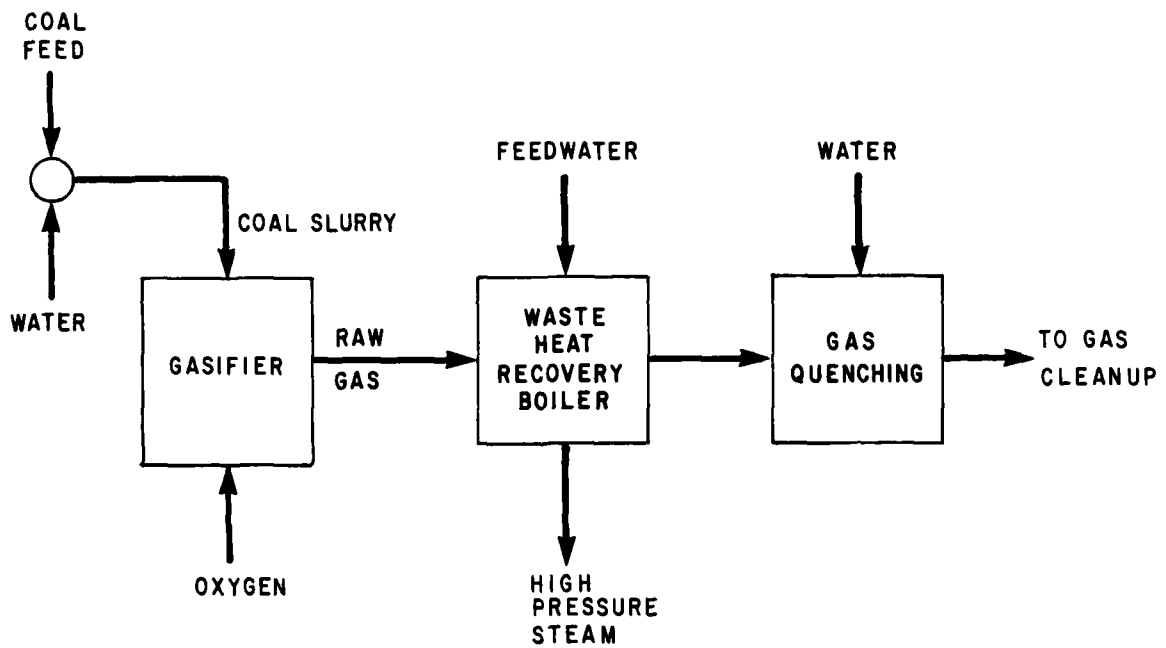 COAL
FEED
FEEDWATER
WATER
COAL SLURRY
WATER
GASIFIER
RAW
GAS
WASTE
HEAT
RECOVERY
BOILER
GAS
QUENCHING
TO GAS
CLEANUP
OXYGEN
HIGH
PRESSURE
STEAM